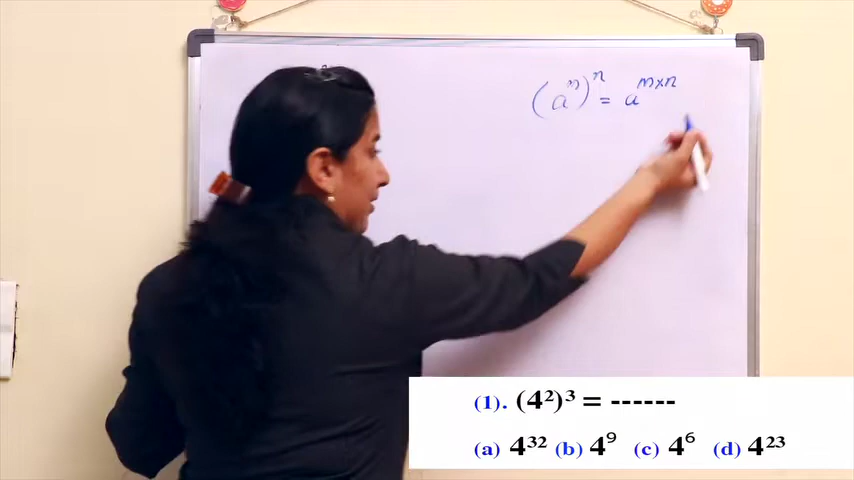 (a^m)^n = a^m×n
(1). (4²)³ = ------
(a) 4³² (b) 4⁹ (c) 4⁶ (d) 4²³